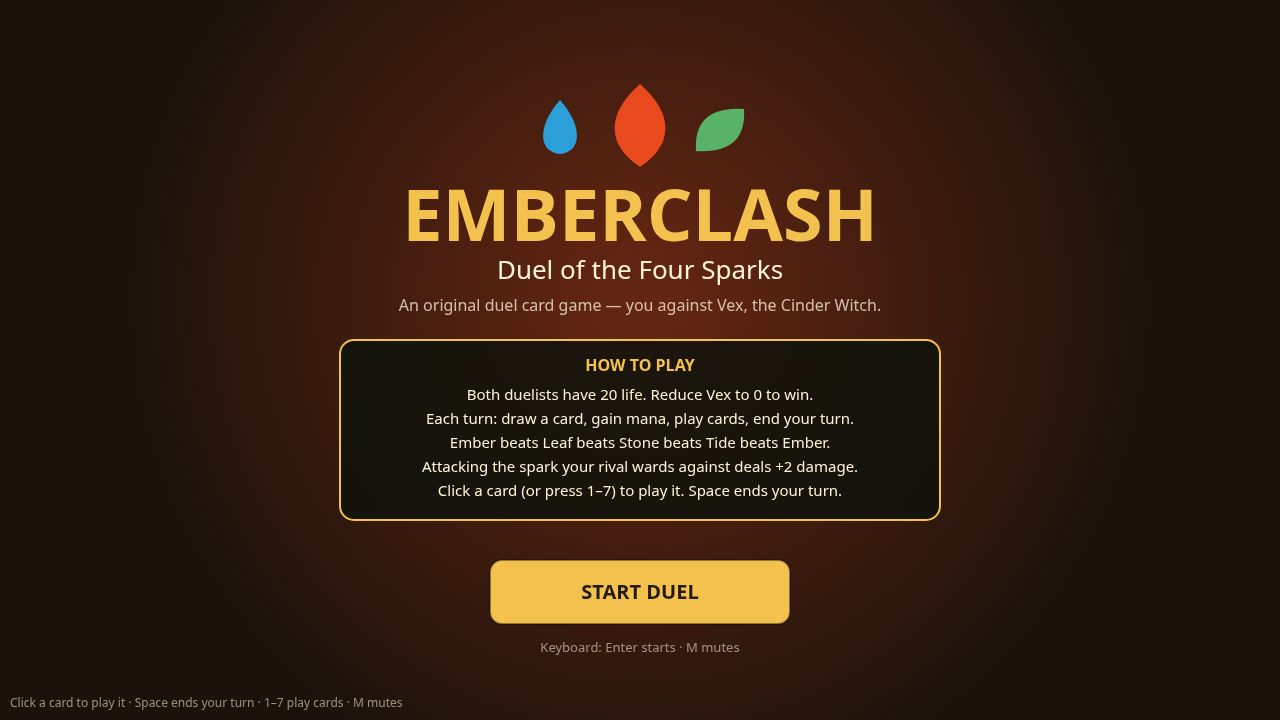 EMBERCLASH
Duel of the Four Sparks
An original duel card game — you against Vex, the Cinder Witch.
HOW TO PLAY
Both duelists have 20 life. Reduce Vex to 0 to win.
Each turn: draw a card, gain mana, play cards, end your turn.
Ember beats Leaf beats Stone beats Tide beats Ember.
Attacking the spark your rival wards against deals +2 damage.
Click a card (or press 1–7) to play it. Space ends your turn.
START DUEL
Keyboard: Enter starts · M mutes
Click a card to play it · Space ends your turn · 1–7 play cards · M mutes